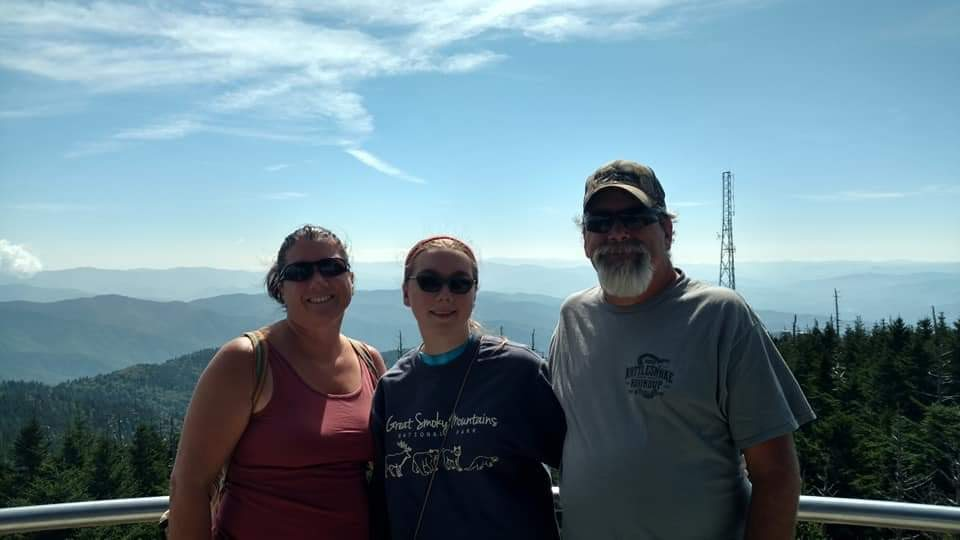 Great Smoky Mountains
NATIONAL PARK
RATTLESNAKE
ROUNDUP